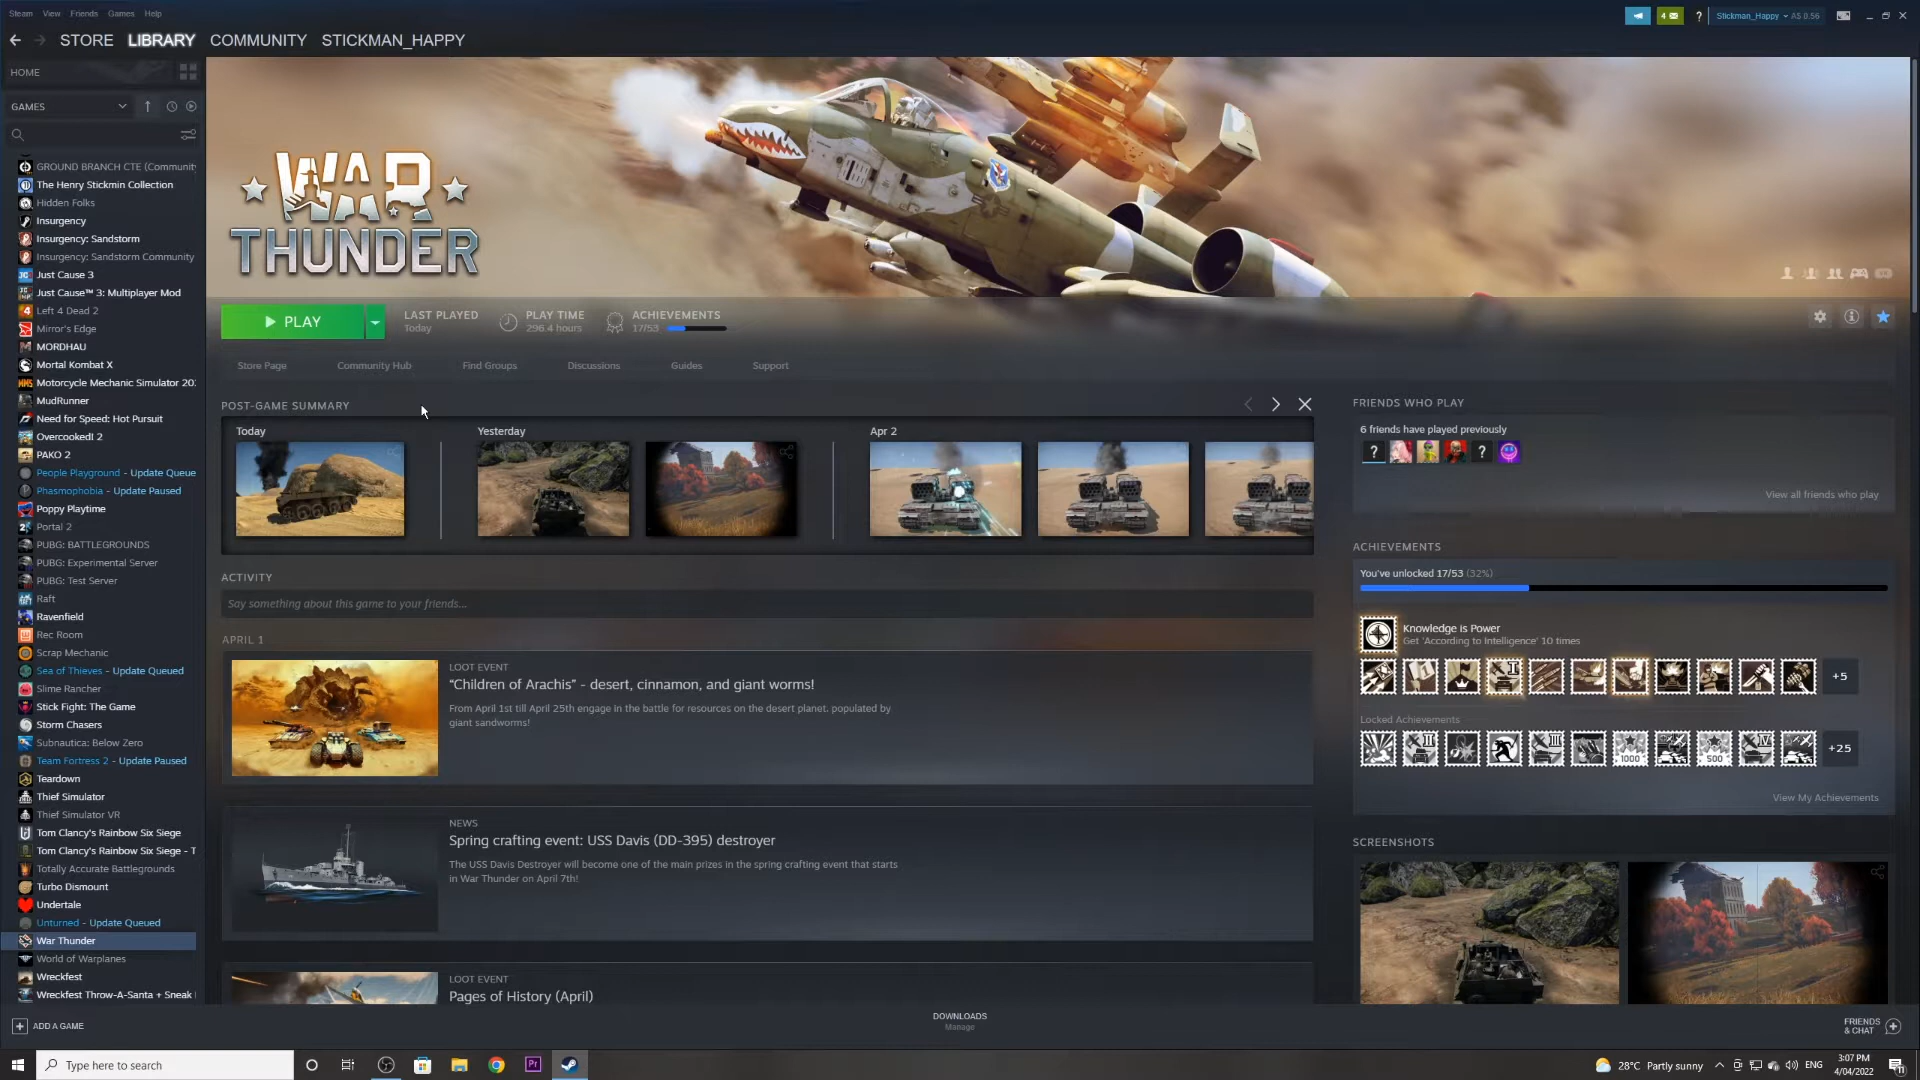 Steam View Friends Games Help
4
?
Stickman_Happy A$ 0.56
STORE LIBRARY COMMUNITY STICKMAN_HAPPY
HOME
GAMES
GROUND BRANCH CTE (Community
The Henry Stickmin Collection
Hidden Folks
Insurgency
Insurgency: Sandstorm
Insurgency: Sandstorm Community
Just Cause 3
Just Cause™ 3: Multiplayer Mod
Left 4 Dead 2
Mirror's Edge
MORDHAU
Mortal Kombat X
Motorcycle Mechanic Simulator 202
MudRunner
Need for Speed: Hot Pursuit
Overcooked! 2
PAKO 2
People Playground - Update Queue
Phasmophobia - Update Paused
Poppy Playtime
Portal 2
PUBG: BATTLEGROUNDS
PUBG: Experimental Server
PUBG: Test Server
Raft
Ravenfield
Rec Room
Scrap Mechanic
Sea of Thieves - Update Queued
Slime Rancher
Stick Fight: The Game
Storm Chasers
Subnautica: Below Zero
Team Fortress 2 - Update Paused
Teardown
Thief Simulator
Thief Simulator VR
Tom Clancy's Rainbow Six Siege
Tom Clancy's Rainbow Six Siege - T
Totally Accurate Battlegrounds
Turbo Dismount
Undertale
Unturned - Update Queued
War Thunder
World of Warplanes
Wreckfest
Wreckfest Throw-A-Santa + Sneak
ADD A GAME
WAR
THUNDER
PLAY
LAST PLAYED
Today
PLAY TIME
296.4 hours
ACHIEVEMENTS
17/53
Store Page Community Hub Find Groups Discussions Guides Support
POST-GAME SUMMARY
Today
Yesterday
Apr 2
ACTIVITY
Say something about this game to your friends...
APRIL 1
LOOT EVENT
“Children of Arachis” - desert, cinnamon, and giant worms!
From April 1st till April 25th engage in the battle for resources on the desert planet, populated by
giant sandworms!
NEWS
Spring crafting event: USS Davis (DD-395) destroyer
The USS Davis Destroyer will become one of the main prizes in the spring crafting event that starts
in War Thunder on April 7th!
LOOT EVENT
Pages of History (April)
FRIENDS WHO PLAY
6 friends have played previously
? ?
View all friends who play
ACHIEVEMENTS
You've unlocked 17/53 (32%)
Knowledge is Power
Get 'According to Intelligence' 10 times
+5
Locked Achievements
1000
500
+25
View My Achievements
SCREENSHOTS
DOWNLOADS
Manage
FRIENDS
& CHAT
Type here to search
Pr
28°C Partly sunny
ENG
3:07 PM
4/04/2022